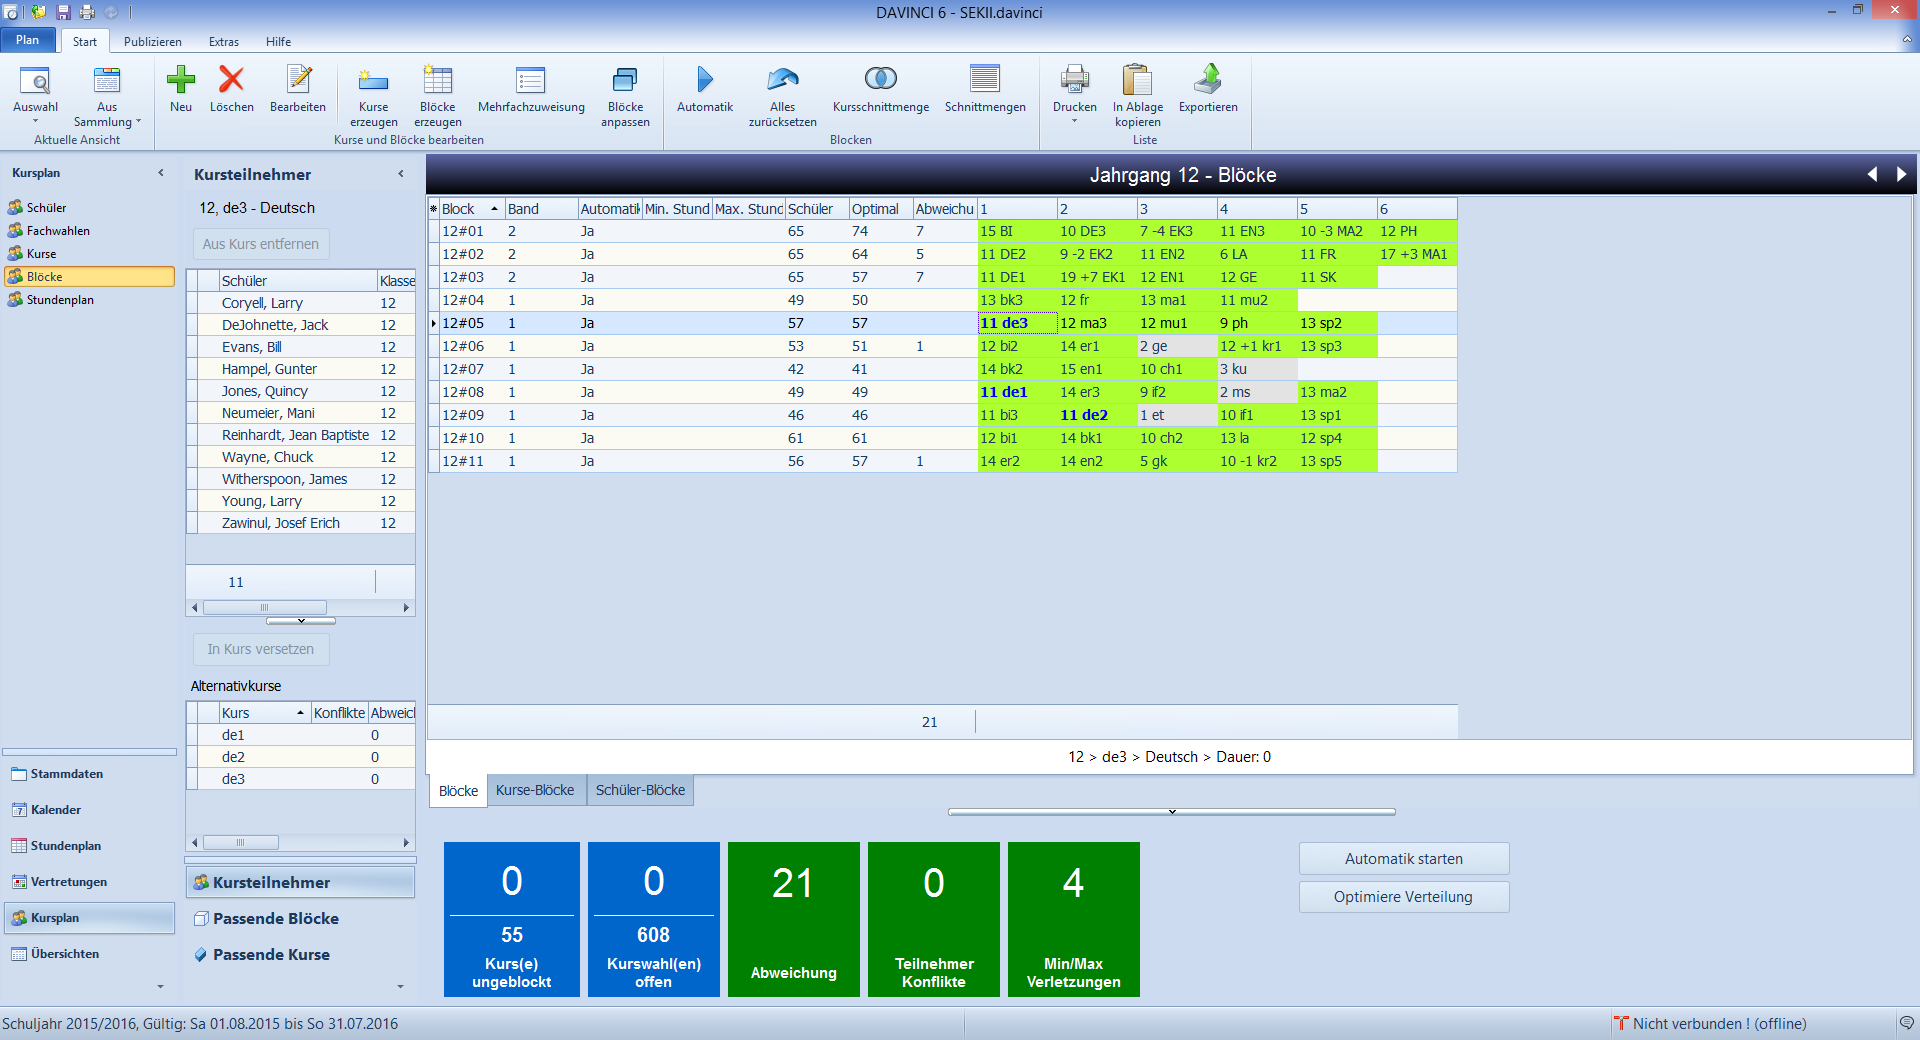 DAVINCI 6 - SEKII.davinci
Plan
Start
Publizieren
Extras
Hilfe
Auswahl
Aus Sammlung
Aktuelle Ansicht
Neu
Löschen
Bearbeiten
Kurse erzeugen
Blöcke erzeugen
Mehrfachzuweisung
Blöcke anpassen
Kurse und Blöcke bearbeiten
Automatik
Alles zurücksetzen
Kursschnittmenge
Schnittmengen
Blocken
Drucken
In Ablage kopieren
Exportieren
Liste
Kursplan
Schüler
Fachwahlen
Kurse
Blöcke
Stundenplan
Stammdaten
Kalender
Stundenplan
Vertretungen
Kursplan
Übersichten
Kursteilnehmer
12, de3 - Deutsch
Aus Kurs entfernen
Schüler Klasse
Coryell, Larry 12
DeJohnette, Jack 12
Evans, Bill 12
Hampel, Gunter 12
Jones, Quincy 12
Neumeier, Mani 12
Reinhardt, Jean Baptiste 12
Wayne, Chuck 12
Witherspoon, James 12
Young, Larry 12
Zawinul, Josef Erich 12
11
In Kurs versetzen
Alternativkurse
Kurs Konflikte Abweicl
de1 0
de2 0
de3 0
Kursteilnehmer
Passende Blöcke
Passende Kurse
Jahrgang 12 - Blöcke
* Block Band Automatik Min. Stund Max. Stund Schüler Optimal Abweichu 1 2 3 4 5 6
12#01 2 Ja 65 74 7 15 BI 10 DE3 7 -4 EK3 11 EN3 10 -3 MA2 12 PH
12#02 2 Ja 65 64 5 11 DE2 9 -2 EK2 11 EN2 6 LA 11 FR 17 +3 MA1
12#03 2 Ja 65 57 7 11 DE1 19 +7 EK1 12 EN1 12 GE 11 SK
12#04 1 Ja 49 50 13 bk3 12 fr 13 ma1 11 mu2
12#05 1 Ja 57 57 11 de3 12 ma3 12 mu1 9 ph 13 sp2
12#06 1 Ja 53 51 1 12 bi2 14 er1 2 ge 12 +1 kr1 13 sp3
12#07 1 Ja 42 41 14 bk2 15 en1 10 ch1 3 ku
12#08 1 Ja 49 49 11 de1 14 er3 9 if2 2 ms 13 ma2
12#09 1 Ja 46 46 11 bi3 11 de2 1 et 10 if1 13 sp1
12#10 1 Ja 61 61 12 bi1 14 bk1 10 ch2 13 la 12 sp4
12#11 1 Ja 56 57 1 14 er2 14 en2 5 gk 10 -1 kr2 13 sp5
21
12 > de3 > Deutsch > Dauer: 0
Blöcke
Kurse-Blöcke
Schüler-Blöcke
0
55
Kurs(e)
ungeblockt
0
608
Kurswahl(en)
offen
21
Abweichung
0
Teilnehmer
Konflikte
4
Min/Max
Verletzungen
Automatik starten
Optimiere Verteilung
Schuljahr 2015/2016, Gültig: Sa 01.08.2015 bis So 31.07.2016
Nicht verbunden ! (offline)